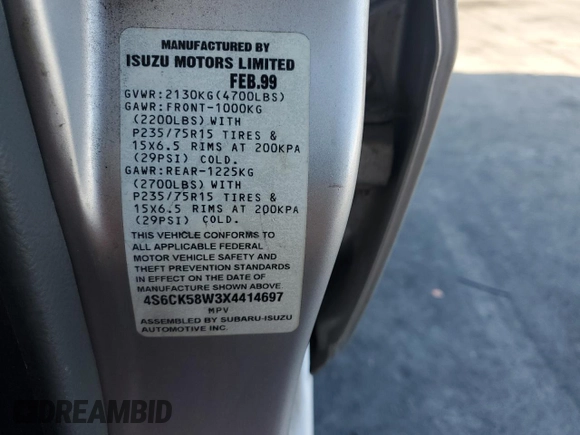 MANUFACTURED BY
ISUZU MOTORS LIMITED
FEB.99
GVWR:2130KG(4700LBS)
GAWR:FRONT-1000KG
(2200LBS)WITH
P235/75R15 TIRES &
15x6.5 RIMS AT 200KPA
(29PSI) COLD.
GAWR:REAR-1225KG
(2700LBS)WITH
P235/75R15 TIRES &
15x6.5 RIMS AT 200KPA
(29PSI) COLD.
THIS VEHICLE CONFORMS TO
ALL APPLICABLE FEDERAL
MOTOR VEHICLE SAFETY AND
THEFT PREVENTION STANDARDS
IN EFFECT ON THE DATE OF
MANUFACTURE SHOWN ABOVE
4S6CK58W3X4414697
MPV
ASSEMBLED BY SUBARU-ISUZU
AUTOMOTIVE INC.
DREAMBID